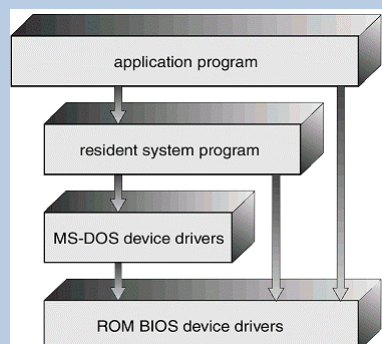 application program
resident system program
MS-DOS device drivers
ROM BIOS device drivers